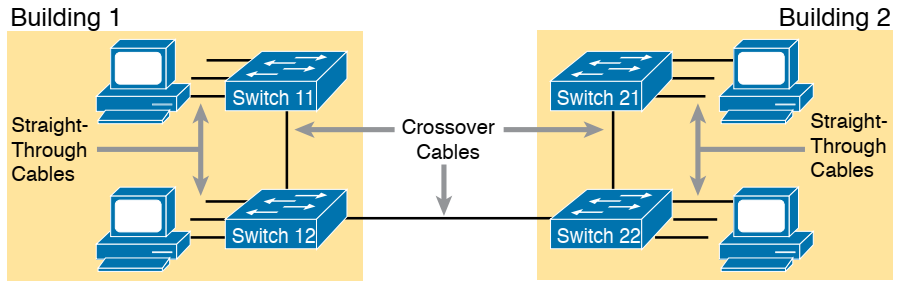 Building 1
Building 2
Switch 11
Switch 21
Straight-
Through
Cables
Crossover
Cables
Straight-
Through
Cables
Switch 12
Switch 22